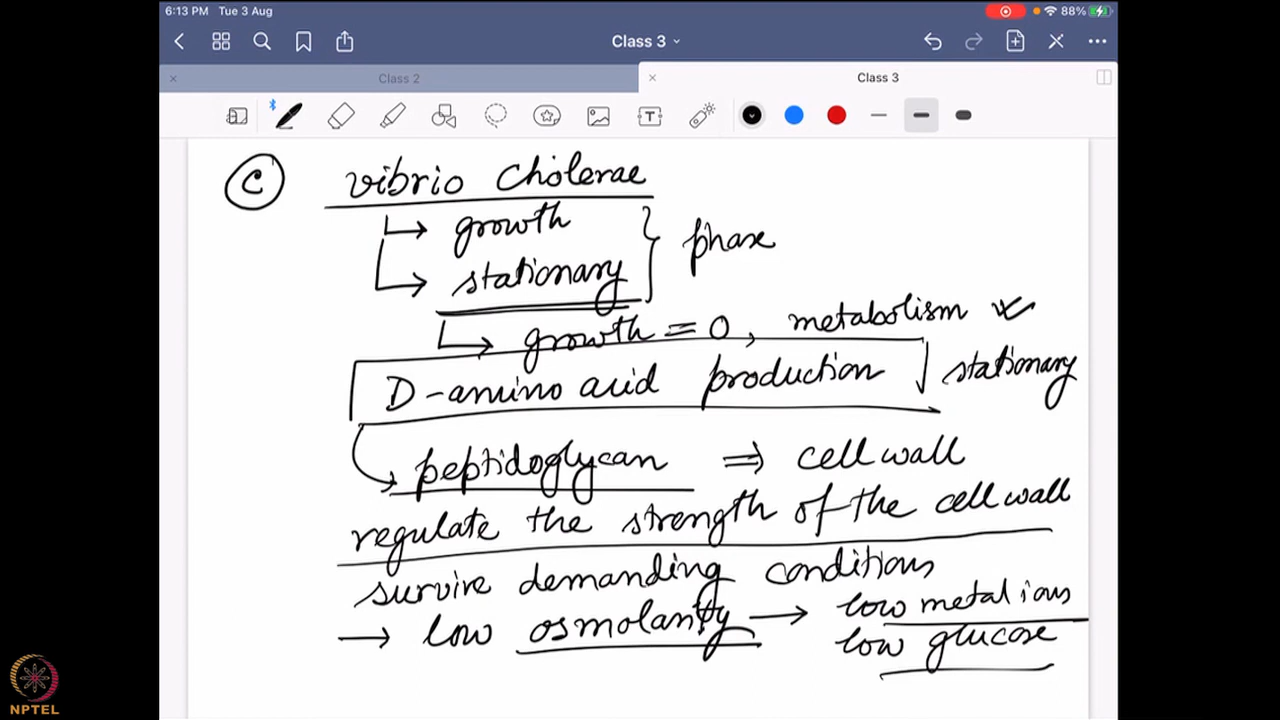 6:13 PM Tue 3 Aug
88%
Class 3
Class 2
Class 3
C vibrio cholerae
growth
stationary
phase
growth = 0, metabolism
D-amino acid production
stationary
peptidoglycan ⇒ cell wall
regulate the strength of the cell wall
survive demanding conditions
→ low osmolarity → low metal ions
low glucose
NPTEL